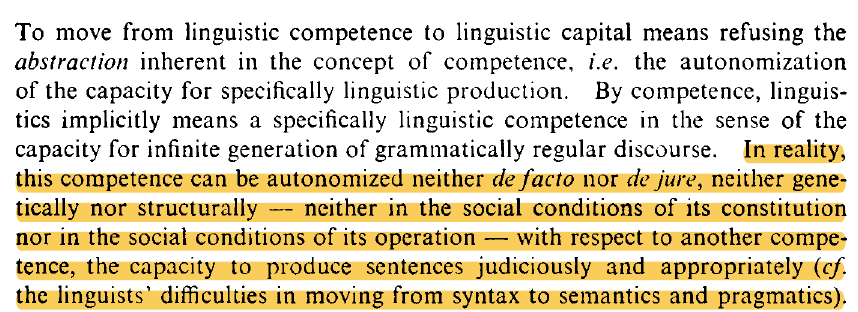 To move from linguistic competence to linguistic capital means refusing the
abstraction inherent in the concept of competence, i.e. the autonomization
of the capacity for specifically linguistic production. By competence, linguis-
tics implicitly means a specifically linguistic competence in the sense of the
capacity for infinite generation of grammatically regular discourse. In reality,
this competence can be autonomized neither de facto nor de jure, neither gene-
tically nor structurally — neither in the social conditions of its constitution
nor in the social conditions of its operation — with respect to another compe-
tence, the capacity to produce sentences judiciously and appropriately (cf.
the linguists' difficulties in moving from syntax to semantics and pragmatics).